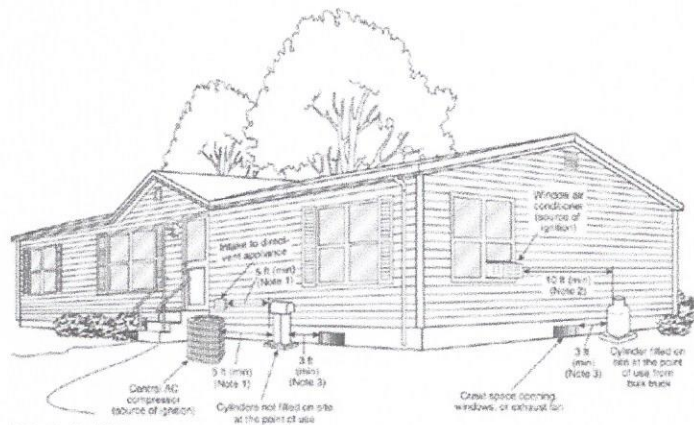 Intake to direct-
vent appliance
5 ft (min)
(Note 1)
Window air
conditioner
(source of
ignition)
10 ft (min)
(Note 2)
5 ft (min)
(Note 1)
3 ft
(min)
(Note 3)
Central AC
compressor
(source of ignition)
Cylinders not filled on site
at the point of use
3 ft
(min)
(Note 3)
Crawl space opening,
windows, or exhaust fan
Cylinder filled on
site at the point
of use from
bulk truck